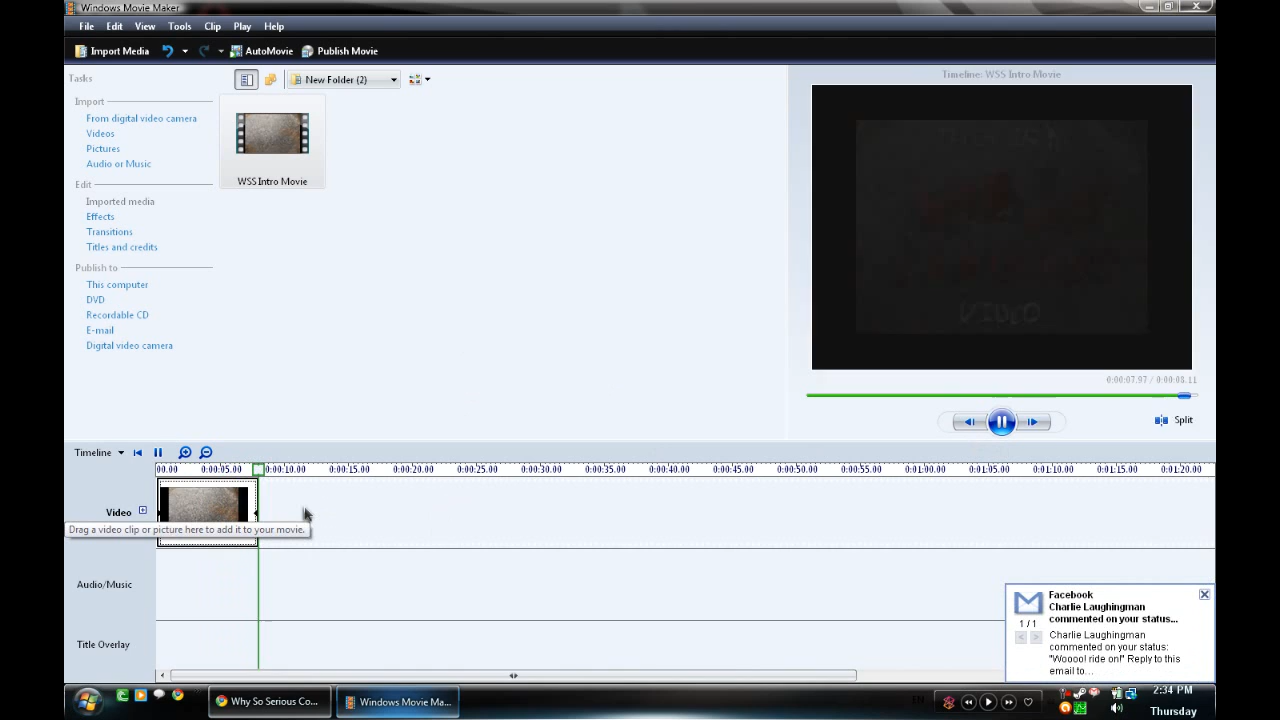 Windows Movie Maker
File Edit View Tools Clip Play Help
Import Media AutoMovie Publish Movie
Tasks
New Folder (2)
Timeline: WSS Intro Movie
Import
From digital video camera
Videos
Pictures
Audio or Music
WSS Intro Movie
Edit
Imported media
Effects
Transitions
Titles and credits
Publish to
This computer
DVD
Recordable CD
E-mail
Digital video camera
VIDEO
0:00:07.97 / 0:00:08.11
Split
Timeline
00.00 0:00:05.00 0:00:10.00 0:00:15.00 0:00:20.00 0:00:25.00 0:00:30.00 0:00:35.00 0:00:40.00 0:00:45.00 0:00:50.00 0:00:55.00 0:01:00.00 0:01:05.00 0:01:10.00 0:01:15.00 0:01:20.00
Video
Drag a video clip or picture here to add it to your movie.
Audio/Music
Title Overlay
Facebook
Charlie Laughingman
commented on your status...
1 / 1
Charlie Laughingman
commented on your status:
"Woooo! ride on!" Reply to this
email to...
Why So Serious Co...
Windows Movie Ma...
EN
2:34 PM
Thursday